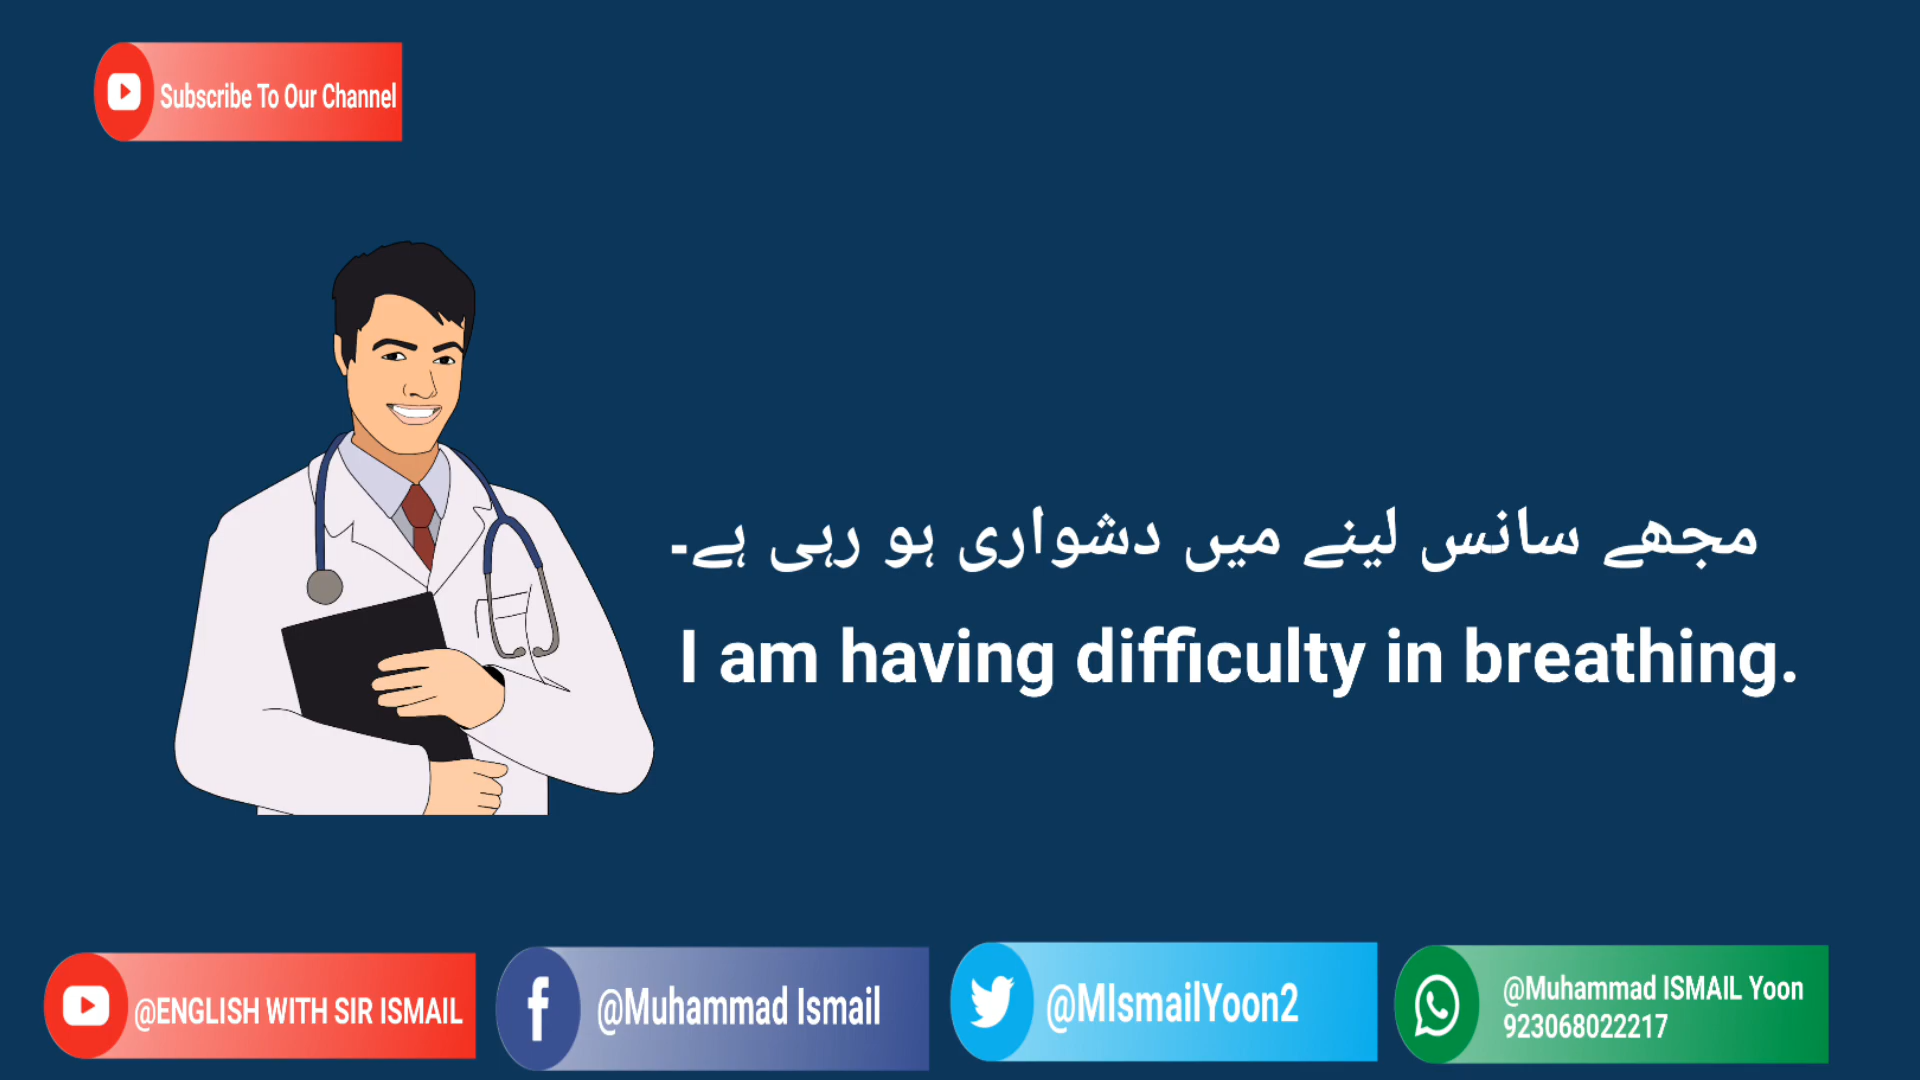 Subscribe To Our Channel
مجھے سانس لینے میں دشواری ہو رہی ہے۔
I am having difficulty in breathing.
@ENGLISH WITH SIR ISMAIL
@Muhammad Ismail
@MIsmailYoon2
@Muhammad ISMAIL Yoon
923068022217